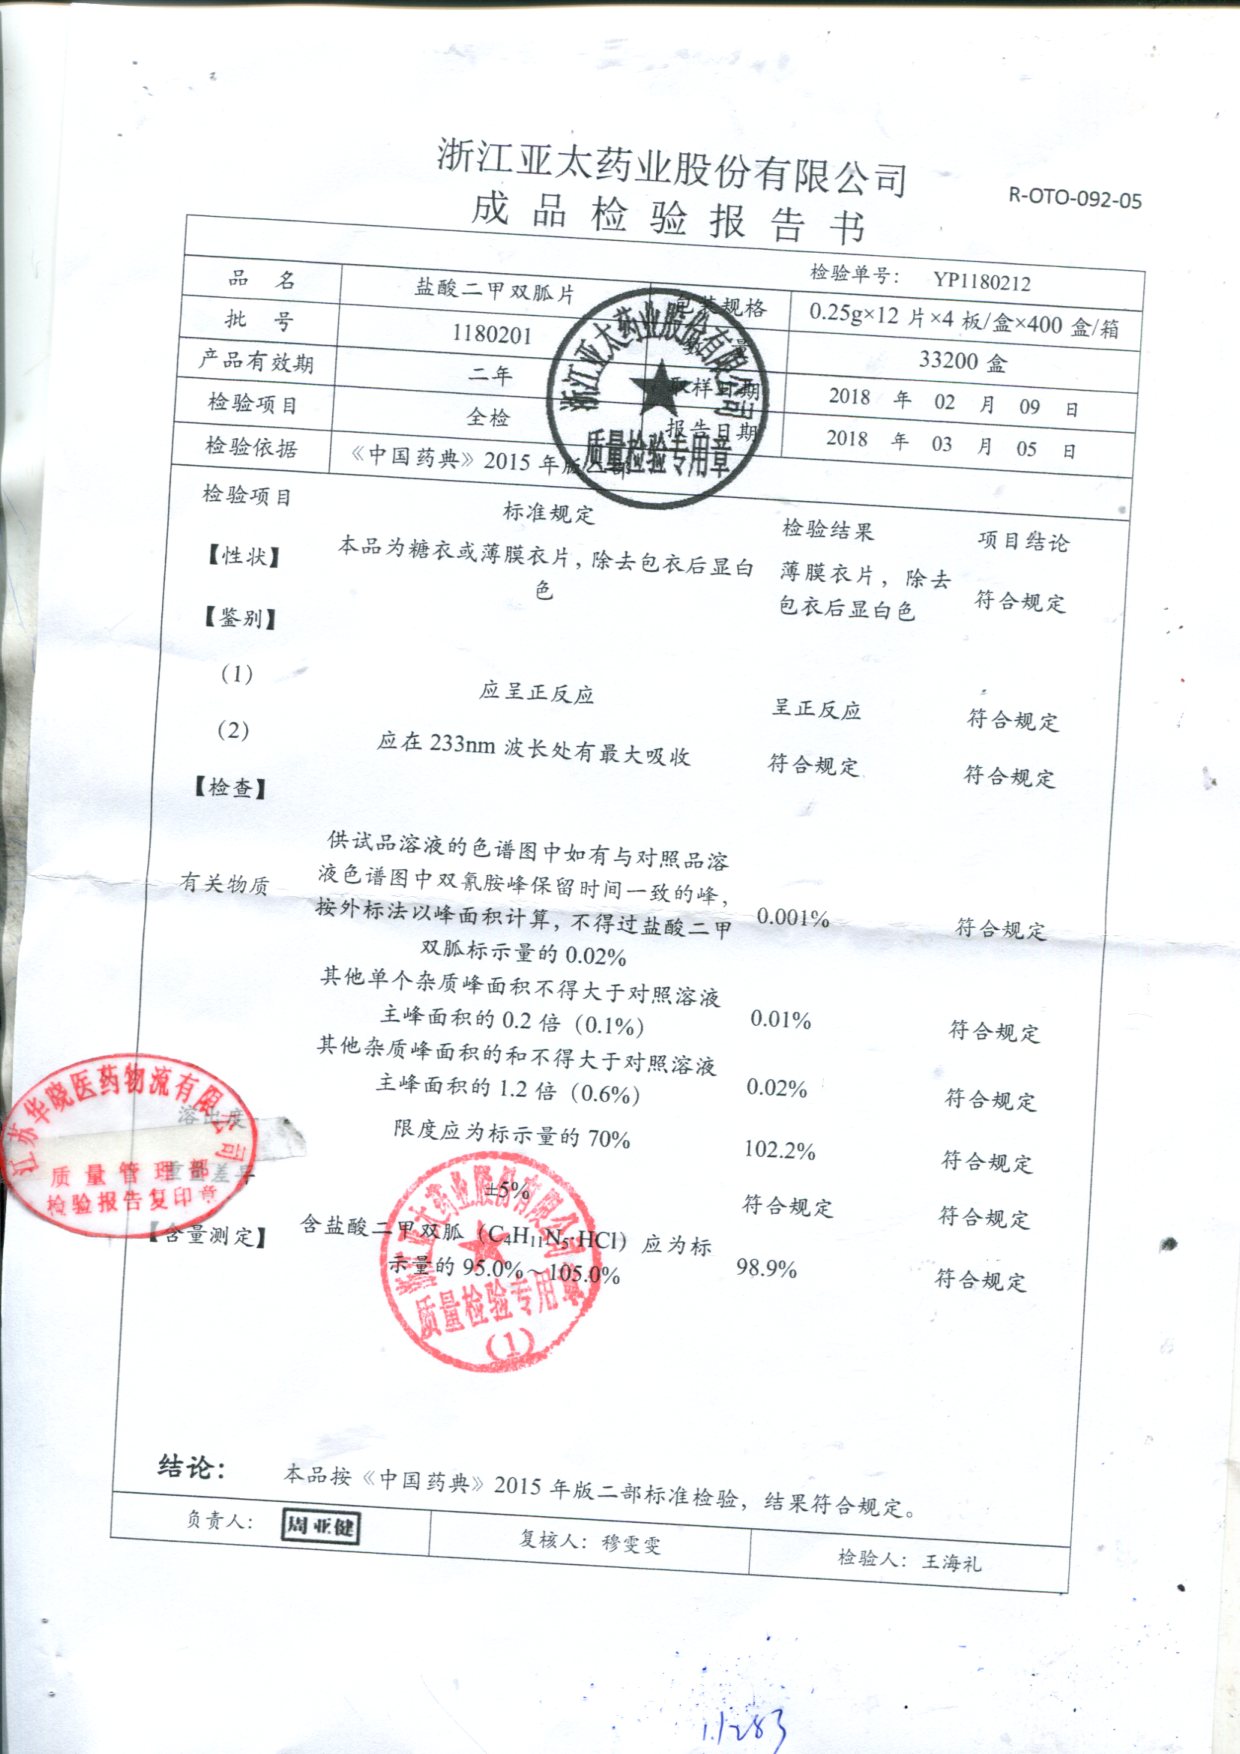 浙江亚太药业股份有限公司
成品检验报告书
R-OTO-092-05
检验单号： YP1180212
品 名 盐酸二甲双胍片 包装规格 0.25g×12 片×4 板/盒×400 盒/箱
批 号 1180201 量 33200 盒
产品有效期 二年 取样日期 2018 年 02 月 09 日
检验项目 全检 报告日期 2018 年 03 月 05 日
检验依据 《中国药典》2015 年版二部
浙江亚太药业股份有限公司
质量检验专用章
检验项目 标准规定 检验结果 项目结论
【性状】 本品为糖衣或薄膜衣片，除去包衣后显白 薄膜衣片，除去 符合规定
色 包衣后显白色
【鉴别】
（1） 应呈正反应 呈正反应 符合规定
（2） 应在 233nm 波长处有最大吸收 符合规定 符合规定
【检查】
有关物质 供试品溶液的色谱图中如有与对照品溶
液色谱图中双氰胺峰保留时间一致的峰，
按外标法以峰面积计算，不得过盐酸二甲 0.001% 符合规定
双胍标示量的 0.02%
其他单个杂质峰面积不得大于对照溶液
主峰面积的 0.2 倍（0.1%） 0.01% 符合规定
其他杂质峰面积的和不得大于对照溶液
主峰面积的 1.2 倍（0.6%） 0.02% 符合规定
溶出度 限度应为标示量的 70% 102.2% 符合规定
重量差异 ±5% 符合规定 符合规定
【含量测定】 含盐酸二甲双胍（C₄H₁₁N₅·HCl）应为标
示量的 95.0%～105.0% 98.9% 符合规定
江苏华晓医药物流有限公司
质量管理部
检验报告复印章
浙江亚太药业股份有限公司
质量检验专用章
（1）
结论： 本品按《中国药典》2015 年版二部标准检验，结果符合规定。
负责人： 周亚健 复核人：穆雯雯 检验人：王海礼